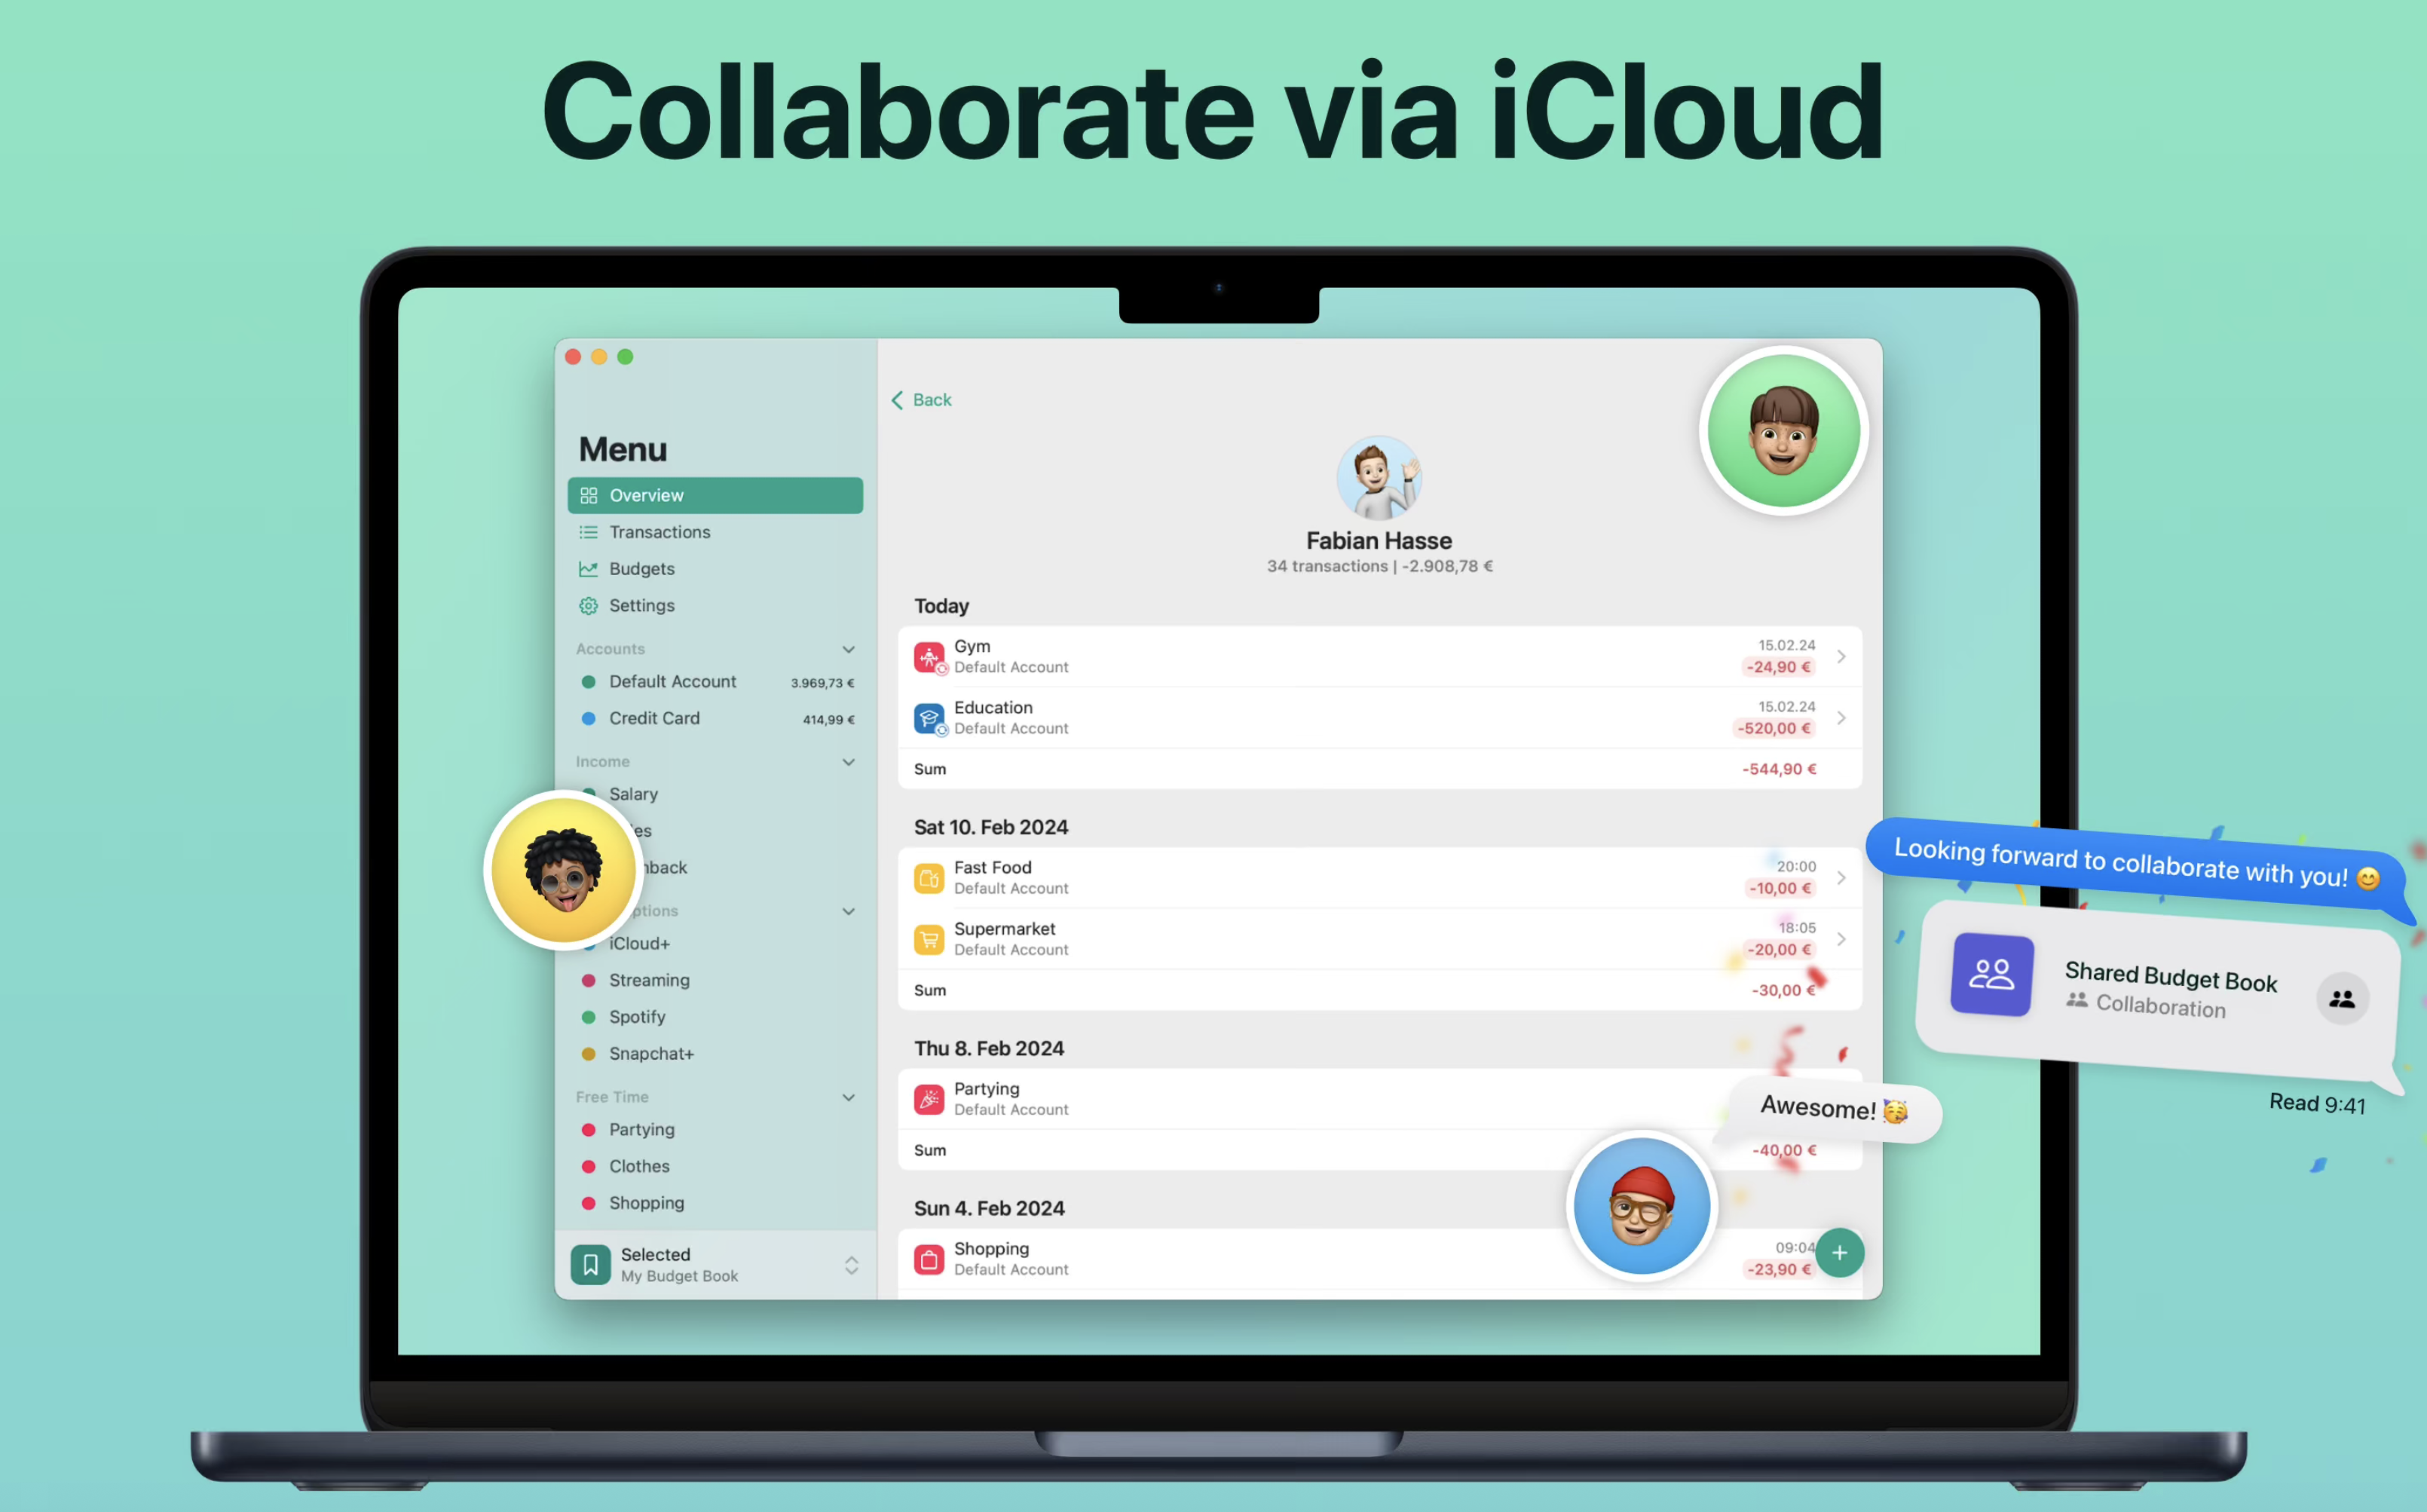 Collaborate via iCloud
Menu
Overview
Transactions
Budgets
Settings
Accounts
Default Account 3.969,73 €
Credit Card 414,99 €
Income
Salary
iCloud+
Streaming
Spotify
Snapchat+
Free Time
Partying
Clothes
Shopping
Selected
My Budget Book
Back
Fabian Hasse
34 transactions | -2.908,78 €
Today
Gym 15.02.24
Default Account -24,90 €
Education 15.02.24
Default Account -520,00 €
Sum -544,90 €
Sat 10. Feb 2024
Fast Food 20:00
Default Account -10,00 €
Supermarket 18:05
Default Account -20,00 €
Sum -30,00 €
Thu 8. Feb 2024
Partying
Default Account
Sum -40,00 €
Sun 4. Feb 2024
Shopping 09:04
Default Account -23,90 €
Looking forward to collaborate with you! 😊
Shared Budget Book
Collaboration
Read 9:41
Awesome! 🥳